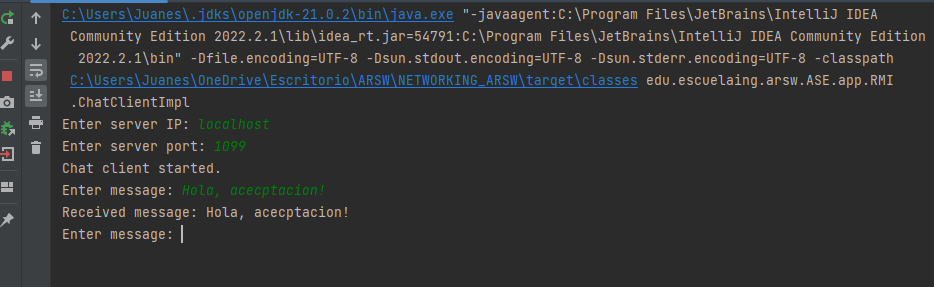 C:\Users\Juanes\.jdks\openjdk-21.0.2\bin\java.exe "-javaagent:C:\Program Files\JetBrains\IntelliJ IDEA
Community Edition 2022.2.1\lib\idea_rt.jar=54791:C:\Program Files\JetBrains\IntelliJ IDEA Community Edition
2022.2.1\bin" -Dfile.encoding=UTF-8 -Dsun.stdout.encoding=UTF-8 -Dsun.stderr.encoding=UTF-8 -classpath
C:\Users\Juanes\OneDrive\Escritorio\ARSW\NETWORKING_ARSW\target\classes edu.escuelaing.arsw.ASE.app.RMI
.ChatClientImpl
Enter server IP: localhost
Enter server port: 1099
Chat client started.
Enter message: Hola, acecptacion!
Received message: Hola, acecptacion!
Enter message: